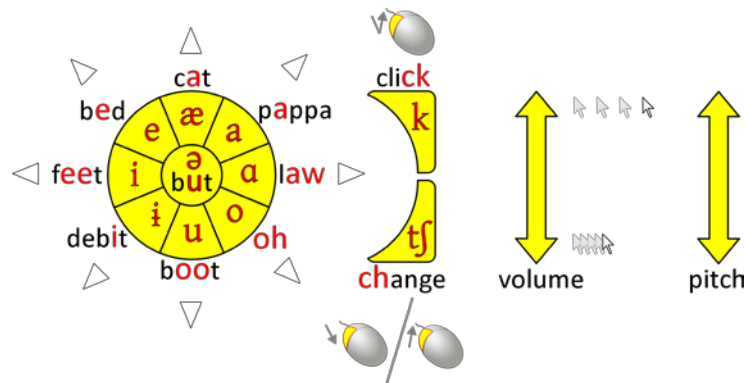 cat
click
bed
æ
pappa
e
a
k
ə
feet
i
but
ɑ
law
ɨ
u
o
tʃ
debit
oh
boot
change
volume
pitch